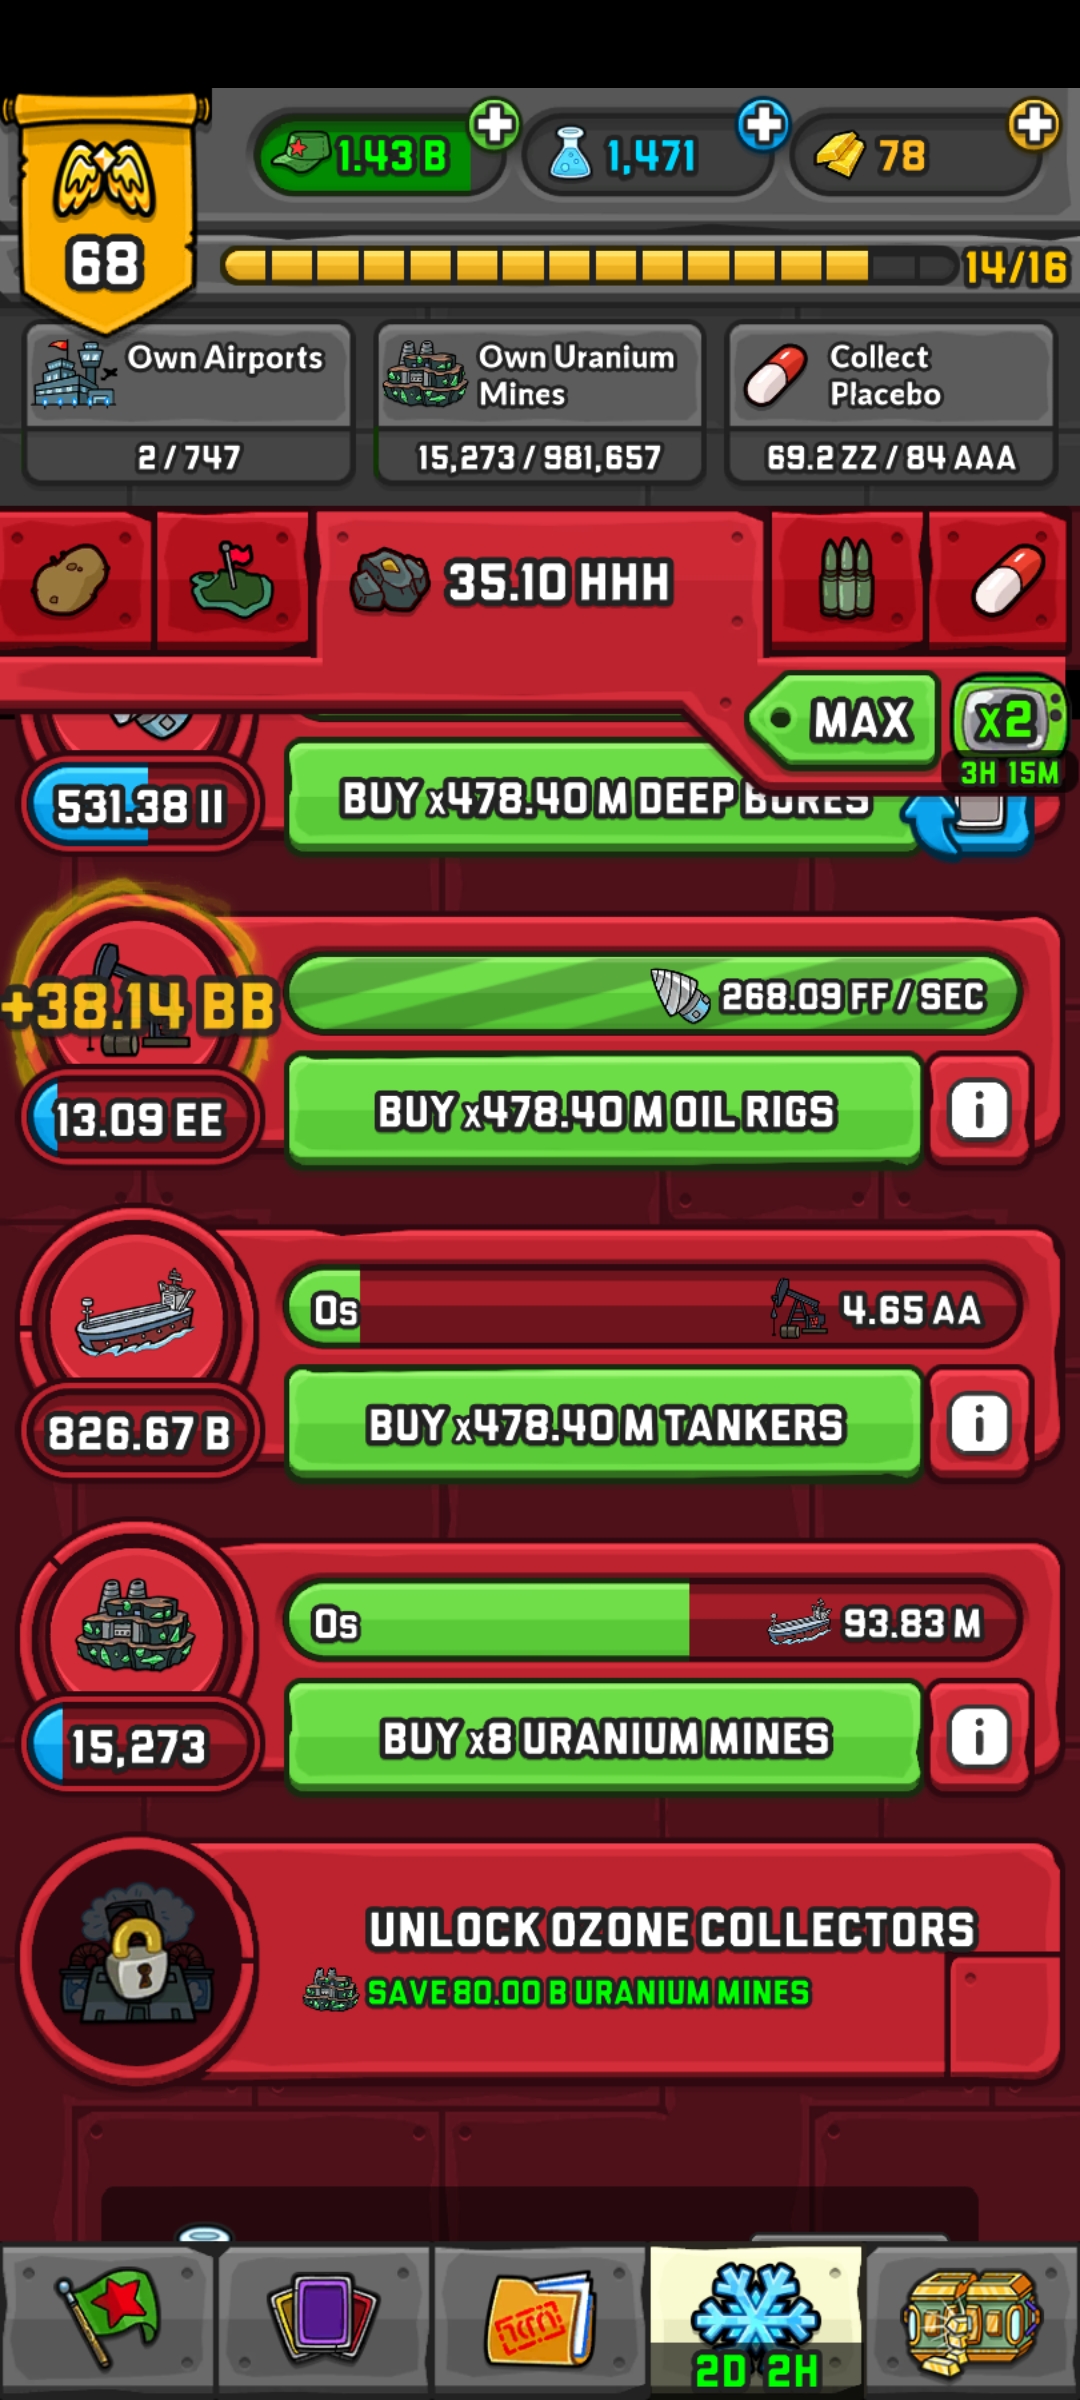 1.43 B
1,471
78
68
14/16
Own Airports
2 / 747
Own Uranium
Mines
15,273 / 981,657
Collect
Placebo
69.2 ZZ / 84 AAA
35.10 HHH
MAX
x2
3H 15M
531.38 II
BUY x478.40 M DEEP BORES
+38.14 BB
268.09 FF / SEC
13.09 EE
BUY x478.40 M OIL RIGS
0s
4.65 AA
826.67 B
BUY x478.40 M TANKERS
0s
93.83 M
15,273
BUY x8 URANIUM MINES
UNLOCK OZONE COLLECTORS
SAVE 80.00 B URANIUM MINES
2D 2H